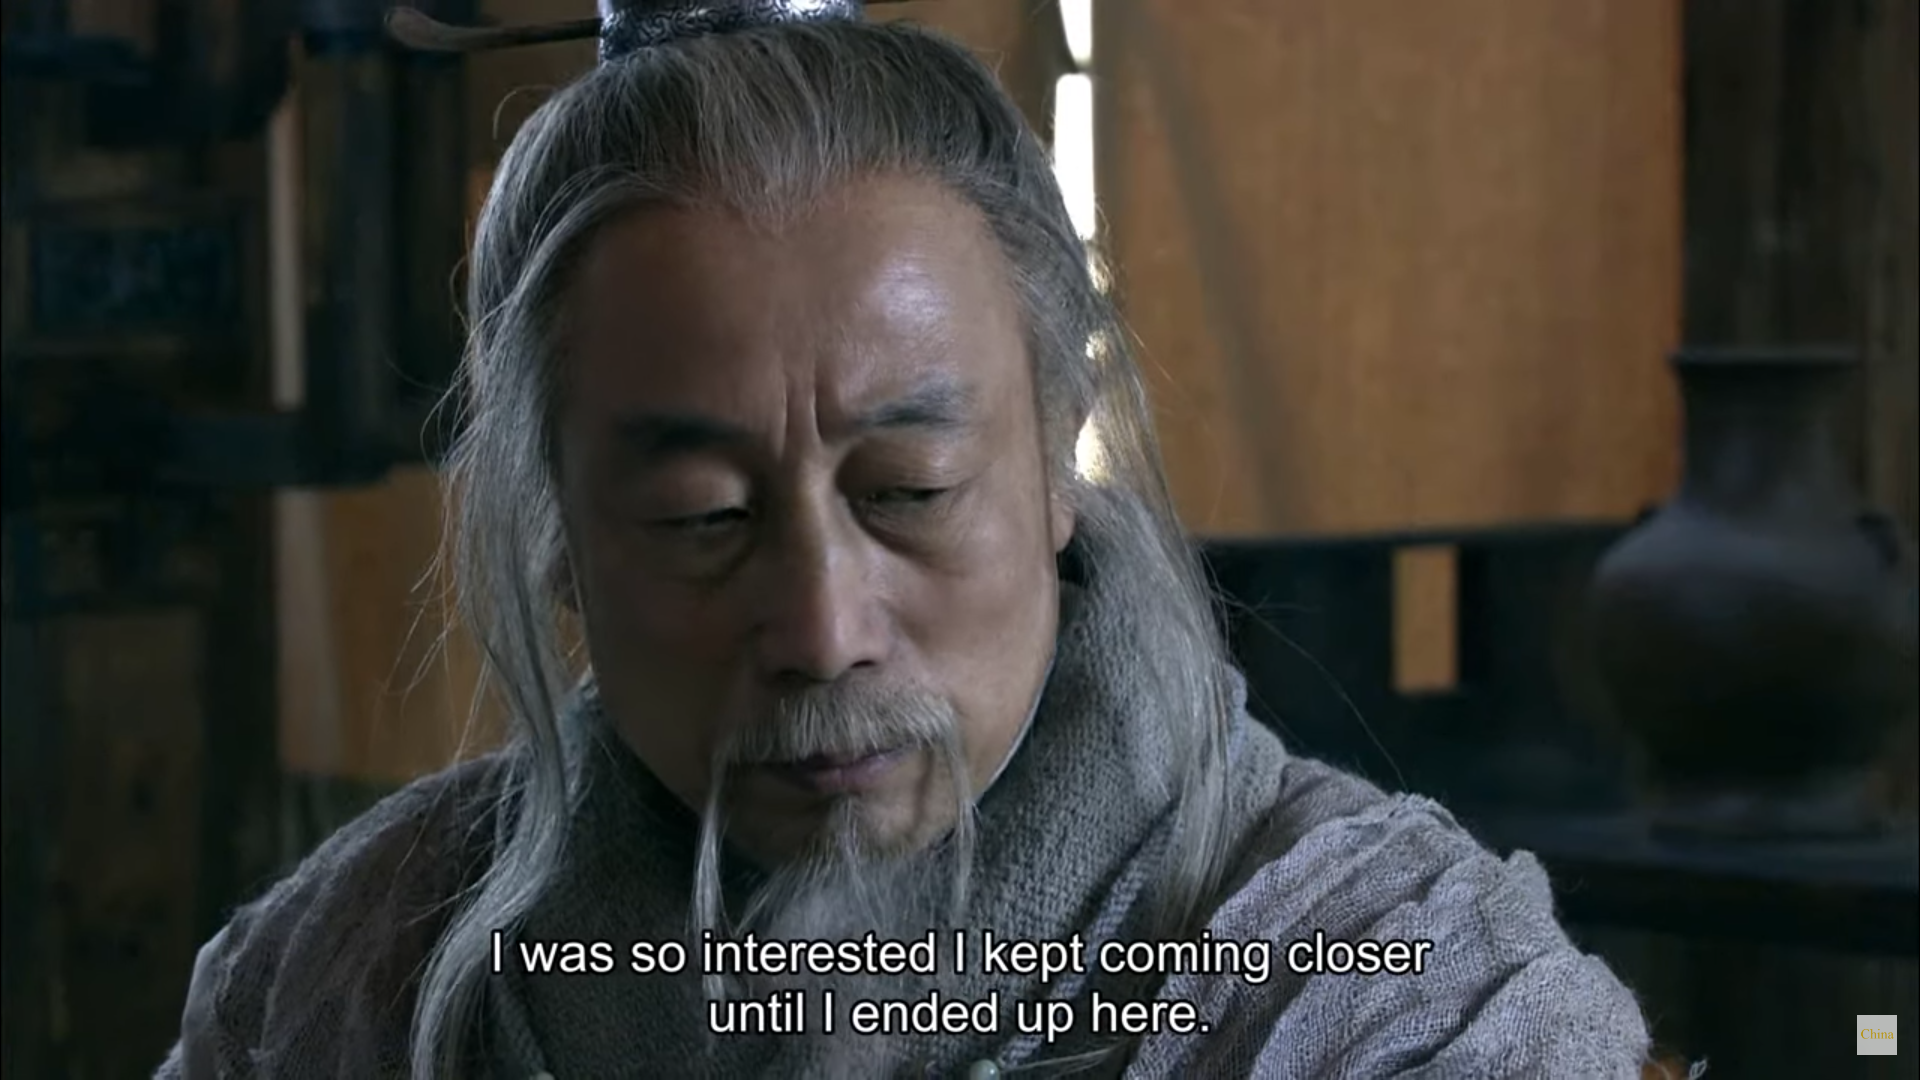 I was so interested I kept coming closer
until I ended up here.
China